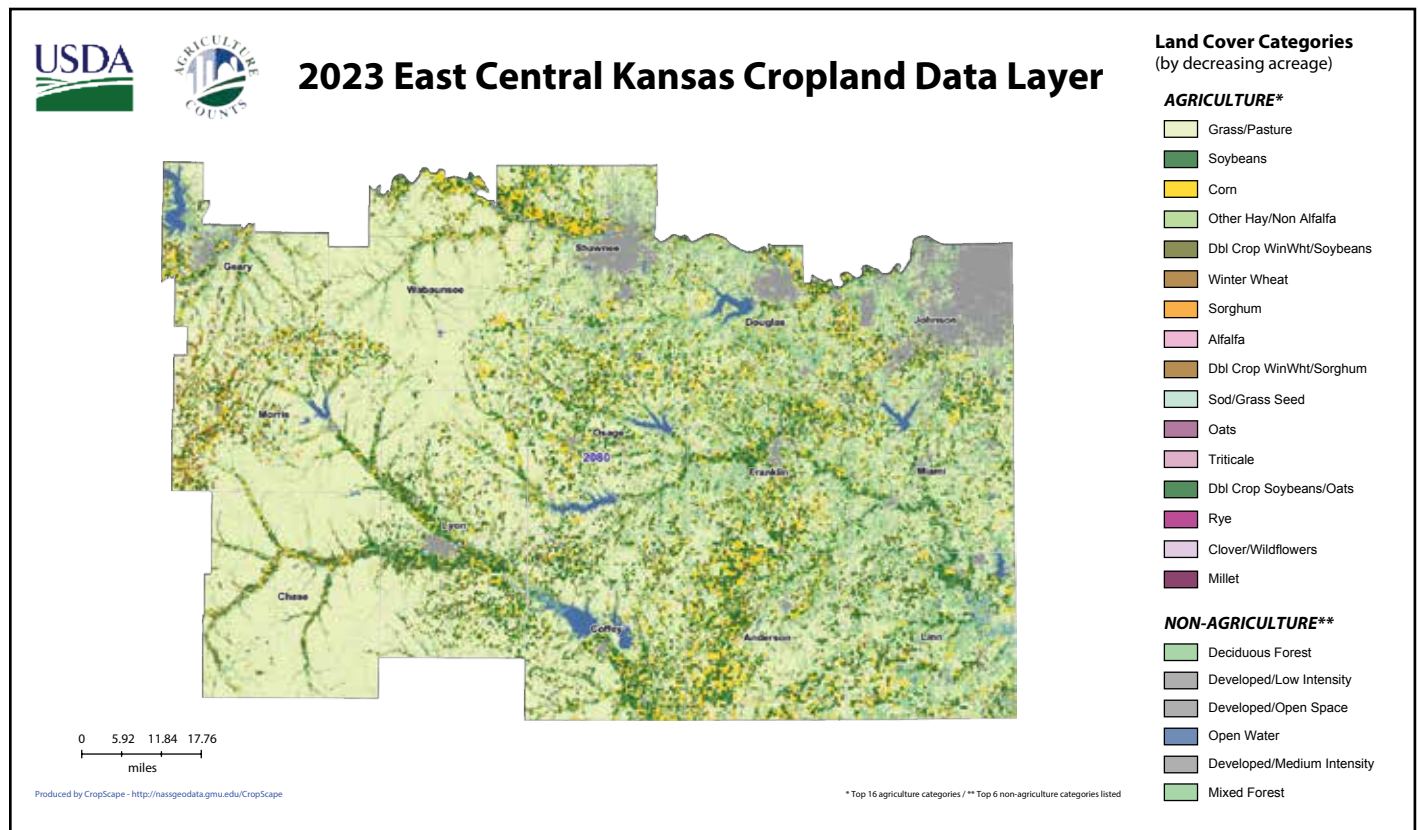 USDA
AGRICULTURE
COUNTS
2023 East Central Kansas Cropland Data Layer
Land Cover Categories
(by decreasing acreage)
AGRICULTURE*
Grass/Pasture
Soybeans
Corn
Other Hay/Non Alfalfa
Dbl Crop WinWht/Soybeans
Winter Wheat
Sorghum
Alfalfa
Dbl Crop WinWht/Sorghum
Sod/Grass Seed
Oats
Triticale
Dbl Crop Soybeans/Oats
Rye
Clover/Wildflowers
Millet
NON-AGRICULTURE**
Deciduous Forest
Developed/Low Intensity
Developed/Open Space
Open Water
Developed/Medium Intensity
Mixed Forest
Shawnee
Geary
Wabaunsee
Douglas
Johnson
Morris
Osage
2080
Franklin
Miami
Lyon
Chase
Coffey
Anderson
Linn
0 5.92 11.84 17.76
miles
Produced by CropScape - http://nassgeodata.gmu.edu/CropScape
* Top 16 agriculture categories / ** Top 6 non-agriculture categories listed